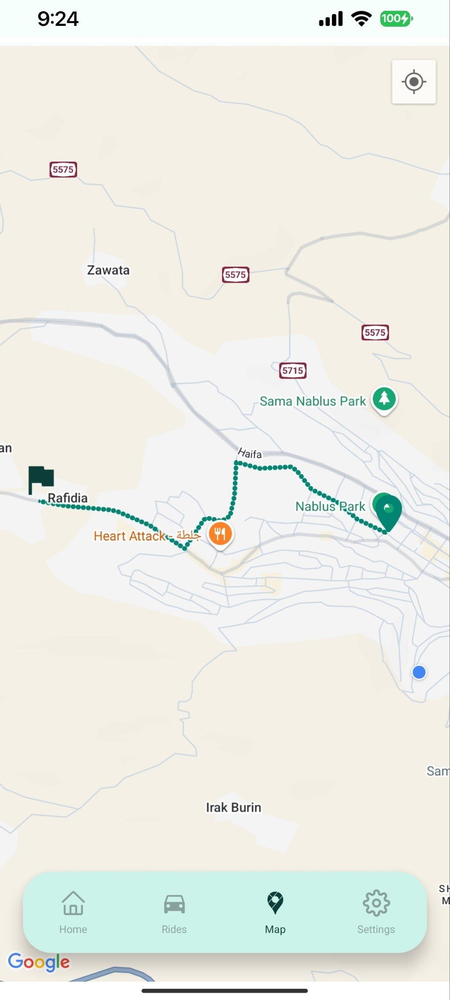 9:24
100
5575
Zawata
5575
5575
5715
Sama Nablus Park
an
Haifa
Rafidia
Nablus Park
Heart Attack - جلطة
Sam
Irak Burin
SH
M
Home
Rides
Map
Settings
Google